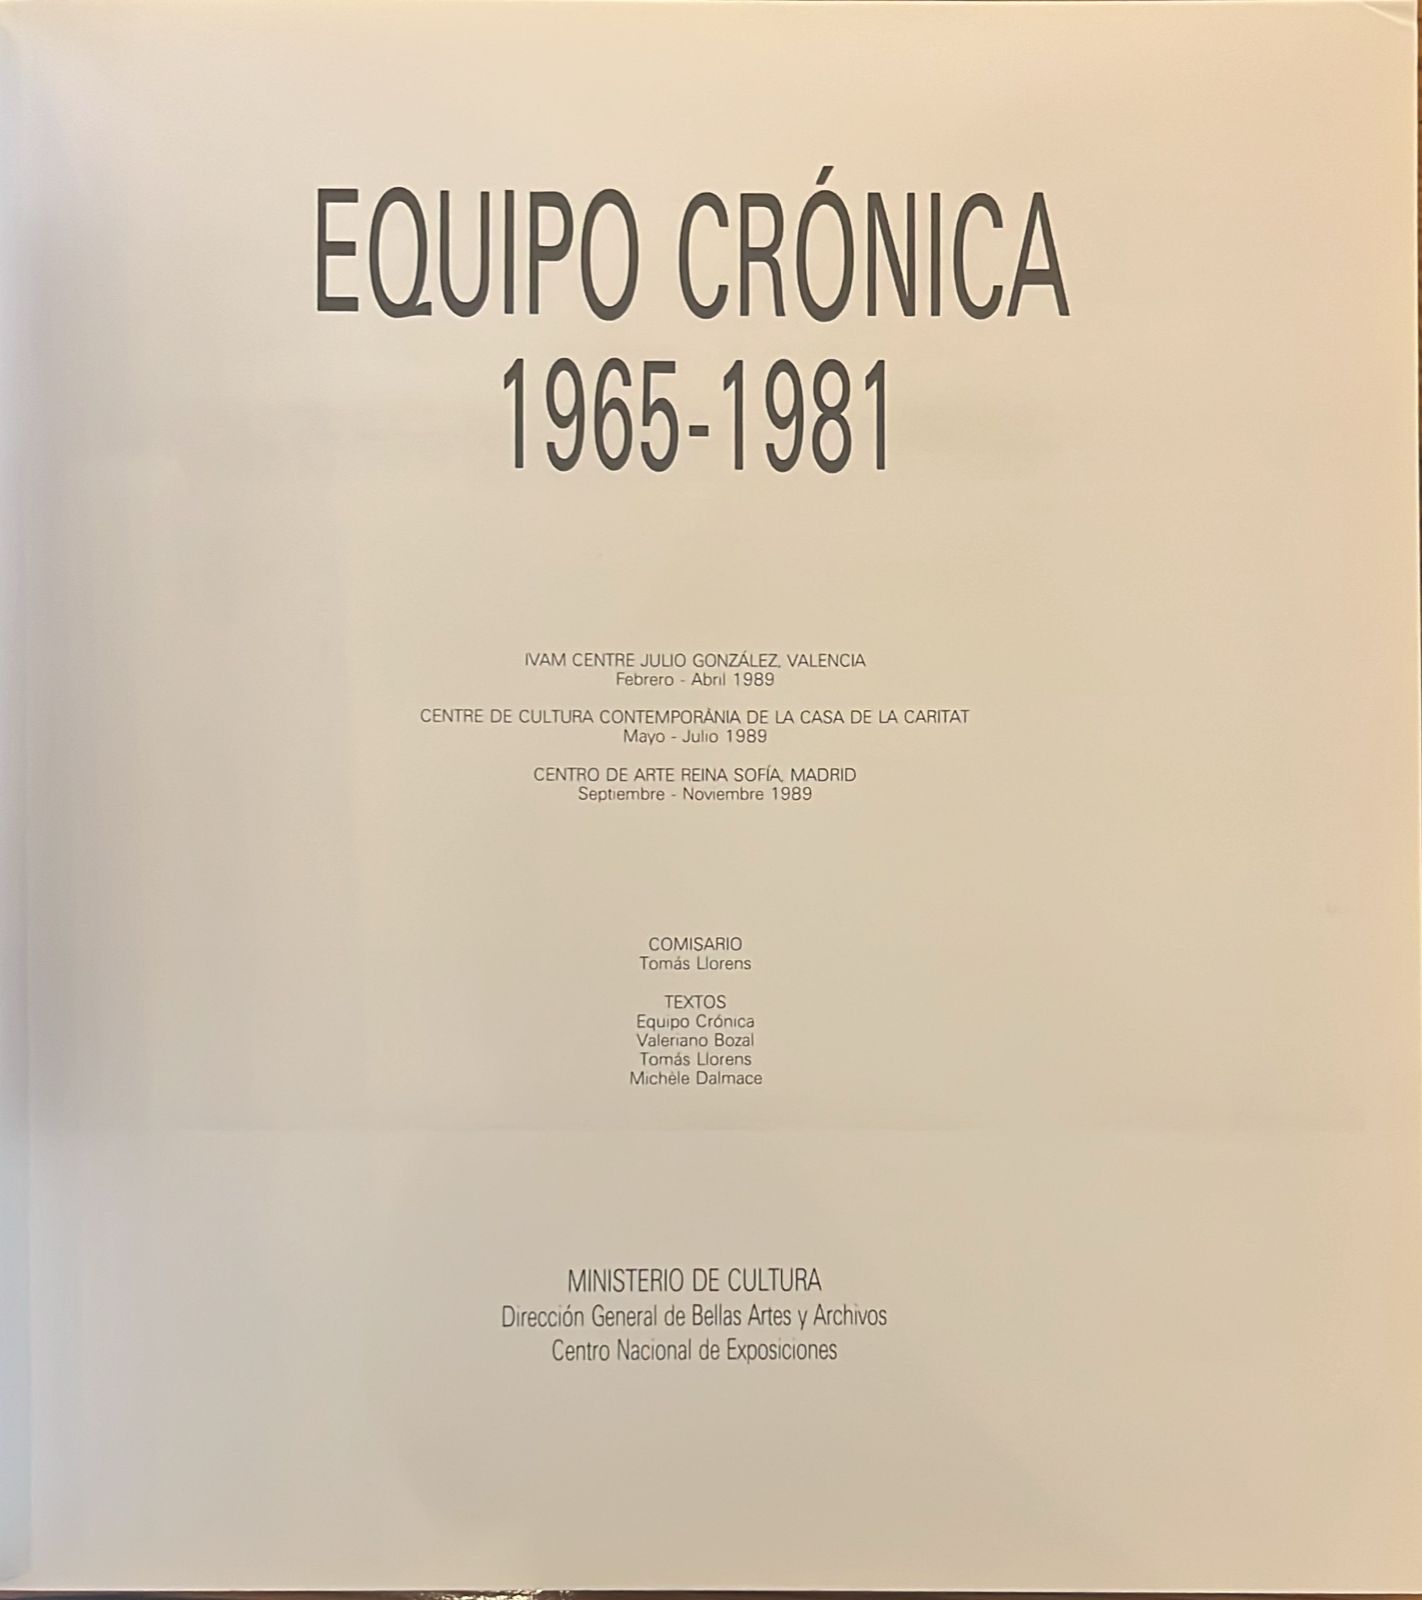 EQUIPO CRÓNICA
1965-1981
IVAM CENTRE JULIO GONZÁLEZ, VALENCIA
Febrero - Abril 1989
CENTRE DE CULTURA CONTEMPORÀNIA DE LA CASA DE LA CARITAT
Mayo - Julio 1989
CENTRO DE ARTE REINA SOFÍA, MADRID
Septiembre - Noviembre 1989
COMISARIO
Tomás Llorens
TEXTOS
Equipo Crónica
Valeriano Bozal
Tomás Llorens
Michèle Dalmace
MINISTERIO DE CULTURA
Dirección General de Bellas Artes y Archivos
Centro Nacional de Exposiciones